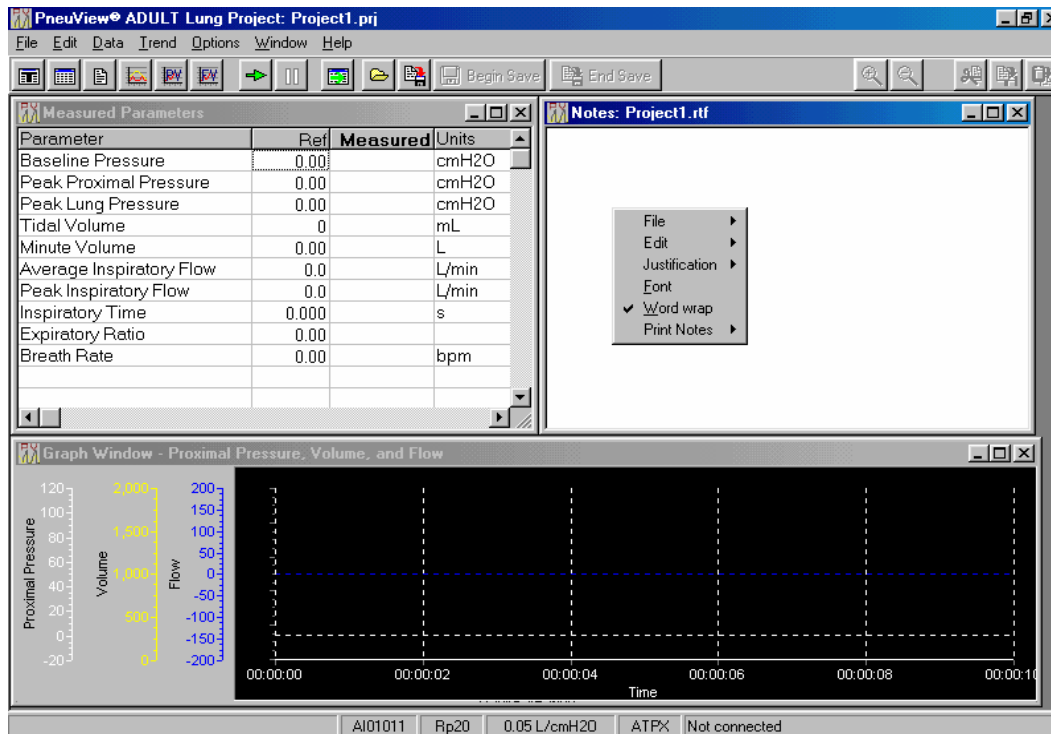 PneuView® ADULT Lung Project: Project1.prj
File Edit Data Trend Options Window Help
Begin Save End Save
Measured Parameters
Parameter Ref Measured Units
Baseline Pressure 0.00 cmH2O
Peak Proximal Pressure 0.00 cmH2O
Peak Lung Pressure 0.00 cmH2O
Tidal Volume 0 mL
Minute Volume 0.00 L
Average Inspiratory Flow 0.0 L/min
Peak Inspiratory Flow 0.0 L/min
Inspiratory Time 0.000 s
Expiratory Ratio 0.00
Breath Rate 0.00 bpm
Notes: Project1.rtf
File
Edit
Justification
Font
Word wrap
Print Notes
Graph Window - Proximal Pressure, Volume, and Flow
Proximal Pressure
120
100
80
60
40
20
0
-20
Volume
2,000
1,500
1,000
500
0
Flow
200
150
100
50
0
-50
-100
-150
-200
00:00:00 00:00:02 00:00:04 00:00:06 00:00:08 00:00:10
Time
AI01011 Rp20 0.05 L/cmH2O ATPX Not connected